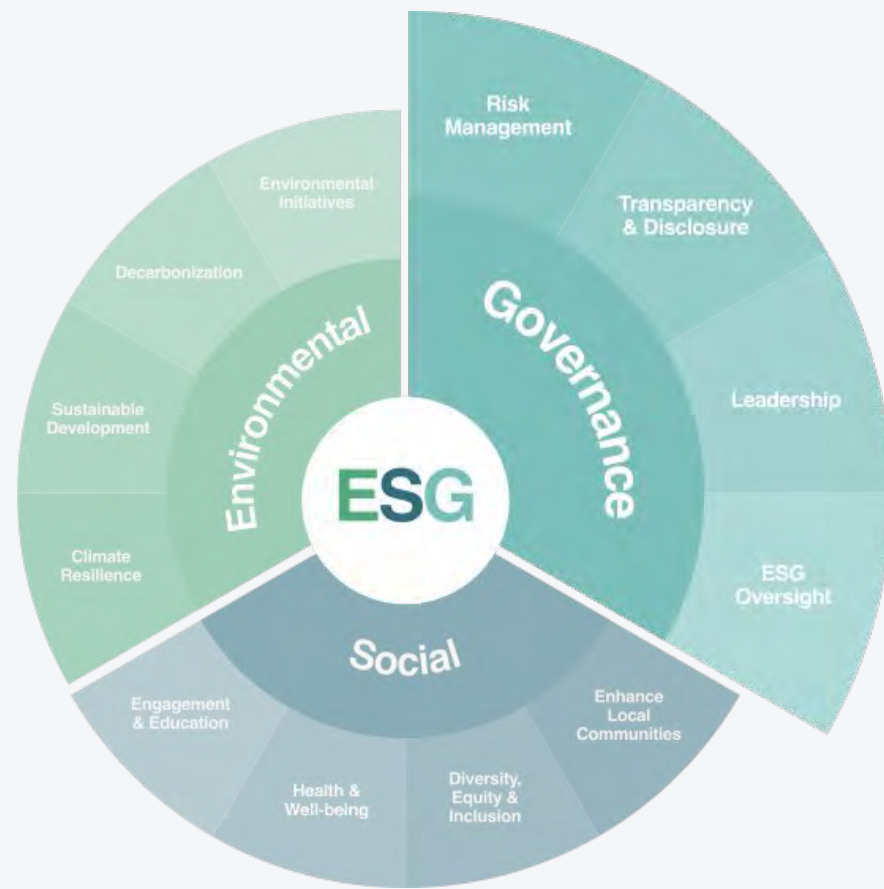 Risk
Management
Environmental
Initiatives
Transparency
& Disclosure
Decarbonization
Environmental
Governance
Leadership
Sustainable
Development
ESG
Climate
Resilience
ESG
Oversight
Social
Engagement
& Education
Enhance
Local
Communities
Health &
Well-being
Diversity,
Equity &
Inclusion